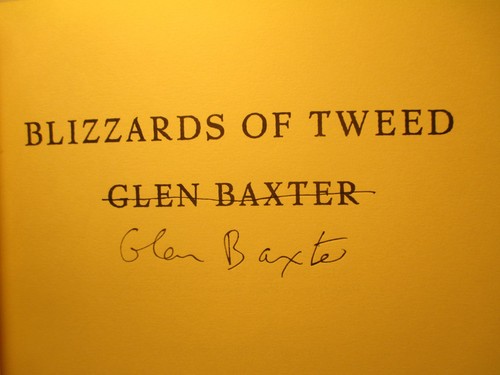 BLIZZARDS OF TWEED
GLEN BAXTER
Glen Baxter